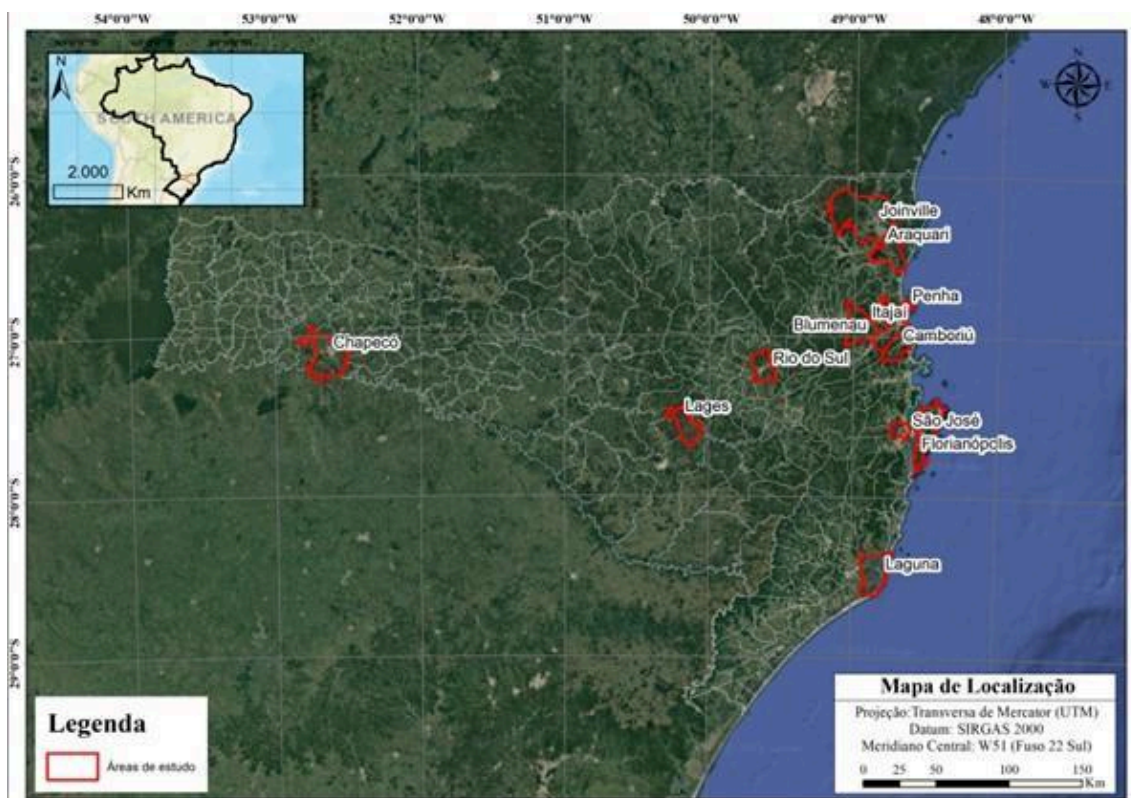 54°0'0"W 53°0'0"W 52°0'0"W 51°0'0"W 50°0'0"W 49°0'0"W 48°0'0"W
N
SOUTH AMERICA
2.000
Km
N
W E
S
26°0'0"S
27°0'0"S
28°0'0"S
29°0'0"S
Joinville
Araquari
Penha
Itajaí
Blumenau
Camboriú
Chapecó
Rio do Sul
Lages
São José
Florianópolis
Laguna
Legenda
Áreas de estudo
Mapa de Localização
Projeção:Transversa de Mercator (UTM)
Datum: SIRGAS 2000
Meridiano Central: W51 (Fuso 22 Sul)
0 25 50 100 150
Km